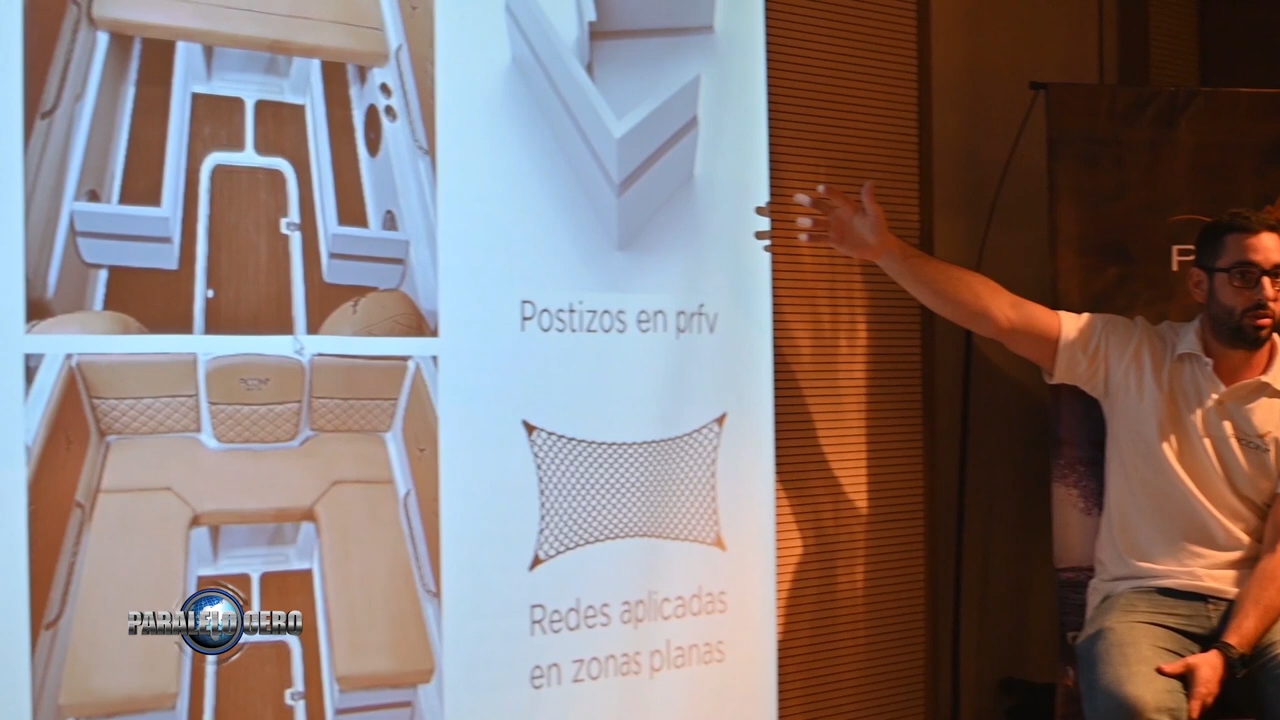 Postizos en prfv
Redes aplicadas
en zonas planas
PARALELO CERO